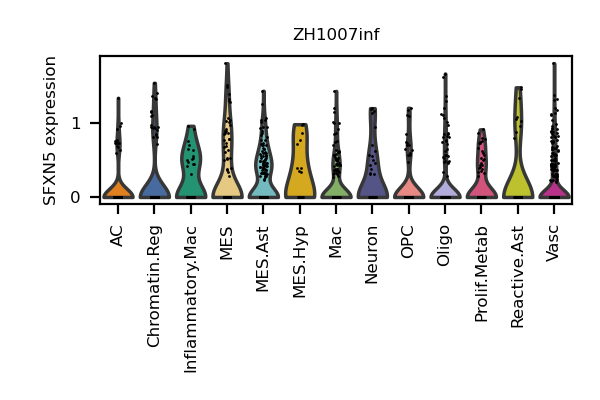 ZH1007inf
SFXN5 expression
1
0
AC
Chromatin.Reg
Inflammatory.Mac
MES
MES.Ast
MES.Hyp
Mac
Neuron
OPC
Oligo
Prolif.Metab
Reactive.Ast
Vasc